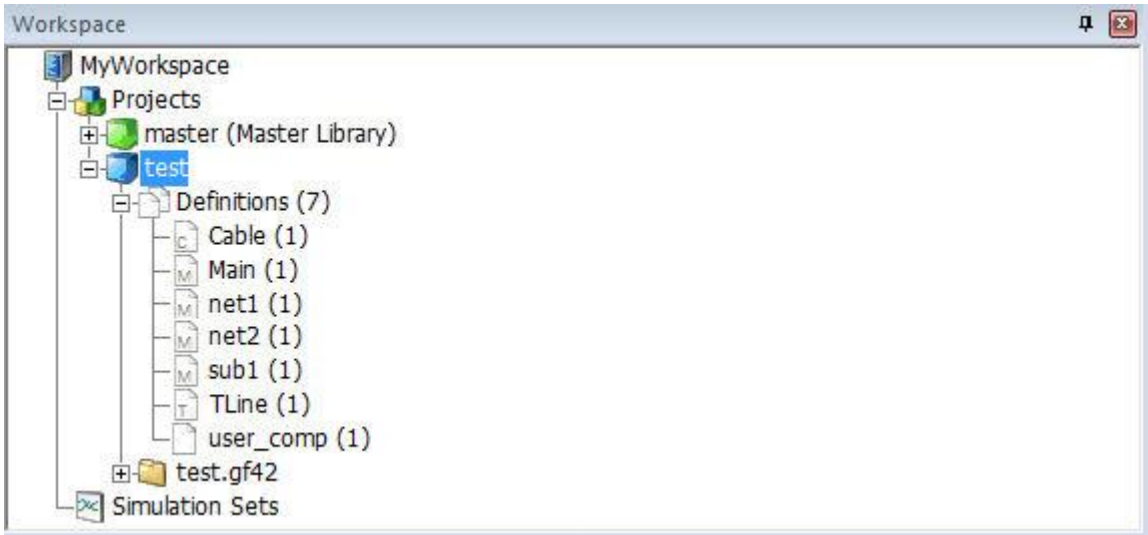 Workspace
MyWorkspace
Projects
master (Master Library)
test
Definitions (7)
C Cable (1)
M Main (1)
M net1 (1)
M net2 (1)
M sub1 (1)
T TLine (1)
user_comp (1)
test.gf42
Simulation Sets